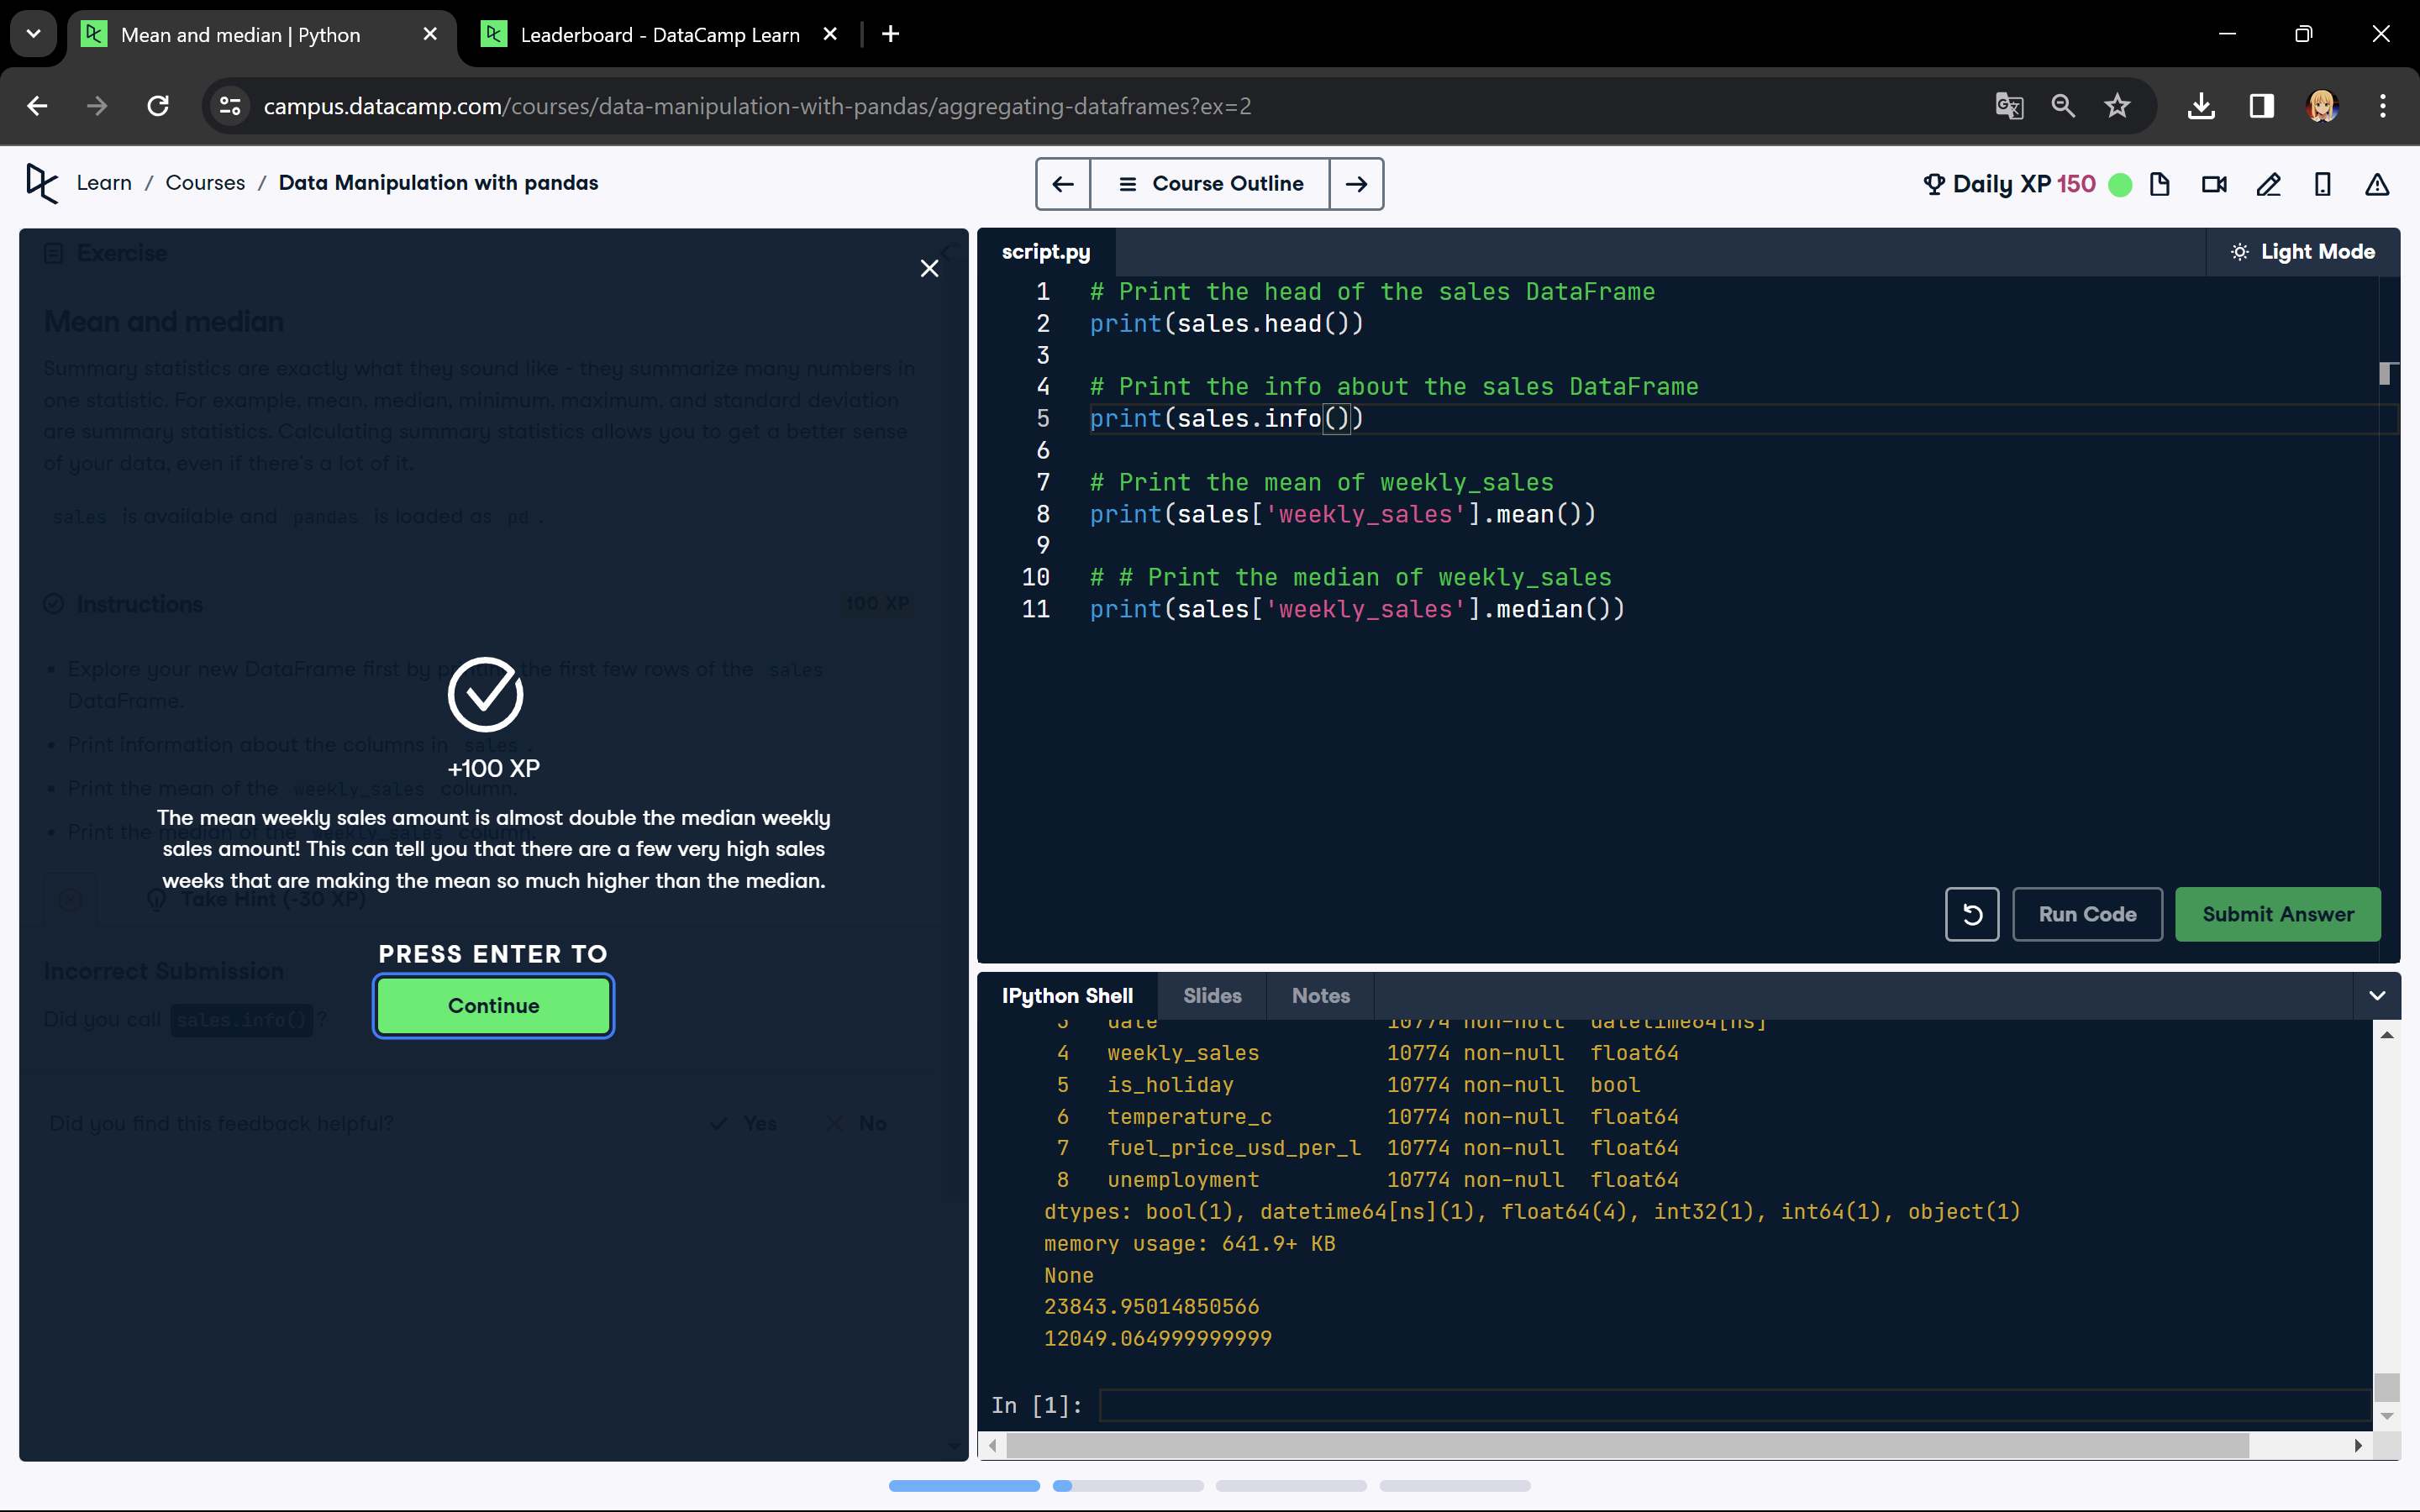 Mean and median | Python
Leaderboard - DataCamp Learn
campus.datacamp.com/courses/data-manipulation-with-pandas/aggregating-dataframes?ex=2
Learn / Courses / Data Manipulation with pandas
Course Outline
Daily XP 150
Exercise
Mean and median
Summary statistics are exactly what they sound like - they summarize many numbers in
one statistic. For example, mean, median, minimum, maximum, and standard deviation
are summary statistics. Calculating summary statistics allows you to get a better sense
of your data, even if there's a lot of it.
sales is available and pandas is loaded as pd.
Instructions
100 XP
• Explore your new DataFrame first by printing the first few rows of the sales
DataFrame.
• Print information about the columns in sales.
• Print the mean of the weekly_sales column.
• Print the median of the weekly_sales column.
Take Hint (-30 XP)
Incorrect Submission
Did you call sales.info() ?
Did you find this feedback helpful?
Yes
No
+100 XP
The mean weekly sales amount is almost double the median weekly
sales amount! This can tell you that there are a few very high sales
weeks that are making the mean so much higher than the median.
PRESS ENTER TO
Continue
script.py
Light Mode
1 # Print the head of the sales DataFrame
2 print(sales.head())
3
4 # Print the info about the sales DataFrame
5 print(sales.info())
6
7 # Print the mean of weekly_sales
8 print(sales['weekly_sales'].mean())
9
10 # # Print the median of weekly_sales
11 print(sales['weekly_sales'].median())
Run Code
Submit Answer
IPython Shell
Slides
Notes
3 date 10774 non-null datetime64[ns]
4 weekly_sales 10774 non-null float64
5 is_holiday 10774 non-null bool
6 temperature_c 10774 non-null float64
7 fuel_price_usd_per_l 10774 non-null float64
8 unemployment 10774 non-null float64
dtypes: bool(1), datetime64[ns](1), float64(4), int32(1), int64(1), object(1)
memory usage: 641.9+ KB
None
23843.95014850566
12049.064999999999
In [1]: